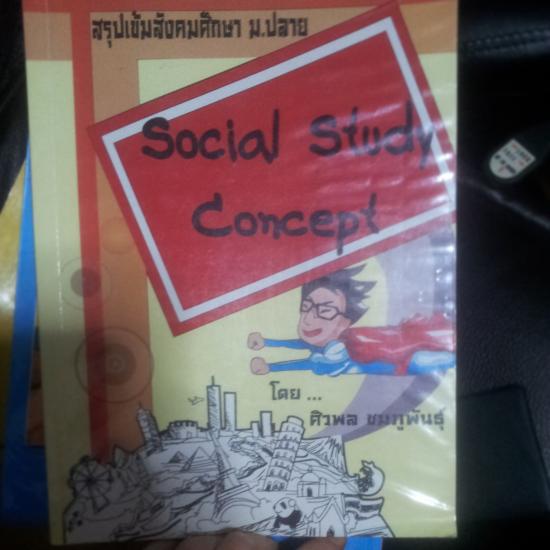 สรุปเข้มสังคมศึกษา ม.ปลาย
Social Study
Concept
โดย ...
ศิวพล ชมภูพันธุ์